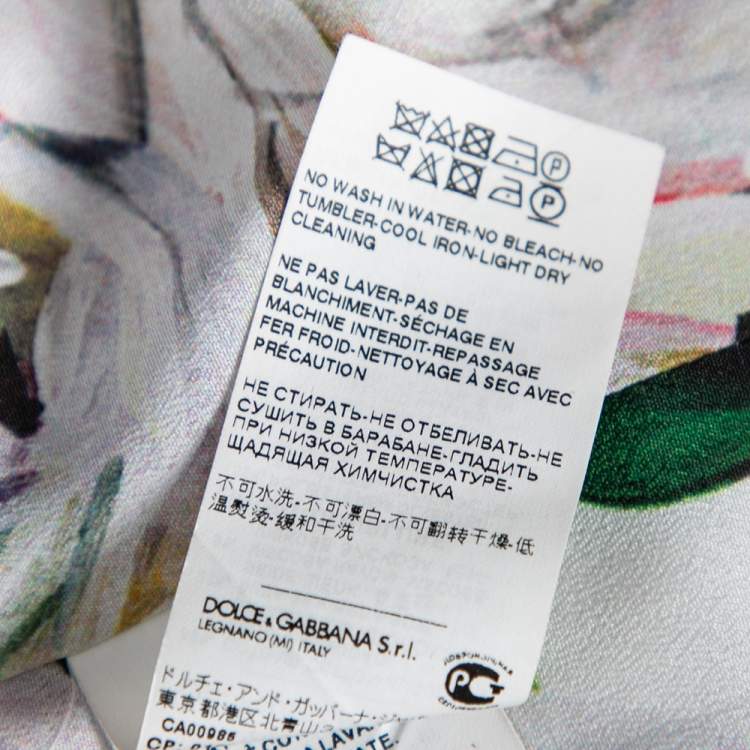 P
P
NO WASH IN WATER-NO BLEACH-NO
TUMBLER-COOL IRON-LIGHT DRY
CLEANING
NE PAS LAVER-PAS DE
BLANCHIMENT-SÉCHAGE EN
MACHINE INTERDIT-REPASSAGE
FER FROID-NETTOYAGE À SEC AVEC
PRÉCAUTION
НЕ СТИРАТЬ-НЕ ОТБЕЛИВАТЬ-НЕ
СУШИТЬ В БАРАБАНЕ-ГЛАДИТЬ
ПРИ НИЗКОЙ ТЕМПЕРАТУРЕ-
ЩАДЯЩАЯ ХИМЧИСТКА
不可水洗-不可漂白-不可翻转干燥-低
温熨烫-缓和干洗
DOLCE & GABBANA S.r.l.
LEGNANO (MI) ITALY
ドルチェ・アンド・ガッバーナ・ジャ
東京都港区北青山
CA00985